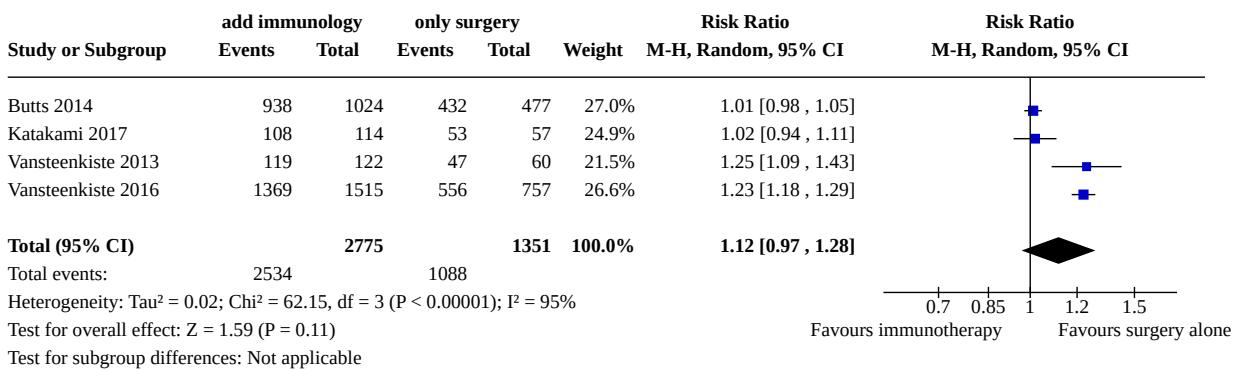 add immunology only surgery Risk Ratio Risk Ratio
Study or Subgroup Events Total Events Total Weight M-H, Random, 95% CI M-H, Random, 95% CI
Butts 2014 938 1024 432 477 27.0% 1.01 [0.98 , 1.05]
Katakami 2017 108 114 53 57 24.9% 1.02 [0.94 , 1.11]
Vansteenkiste 2013 119 122 47 60 21.5% 1.25 [1.09 , 1.43]
Vansteenkiste 2016 1369 1515 556 757 26.6% 1.23 [1.18 , 1.29]
Total (95% CI) 2775 1351 100.0% 1.12 [0.97 , 1.28]
Total events: 2534 1088
Heterogeneity: Tau² = 0.02; Chi² = 62.15, df = 3 (P < 0.00001); I² = 95%
0.7 0.85 1 1.2 1.5
Test for overall effect: Z = 1.59 (P = 0.11) Favours immunotherapy Favours surgery alone
Test for subgroup differences: Not applicable